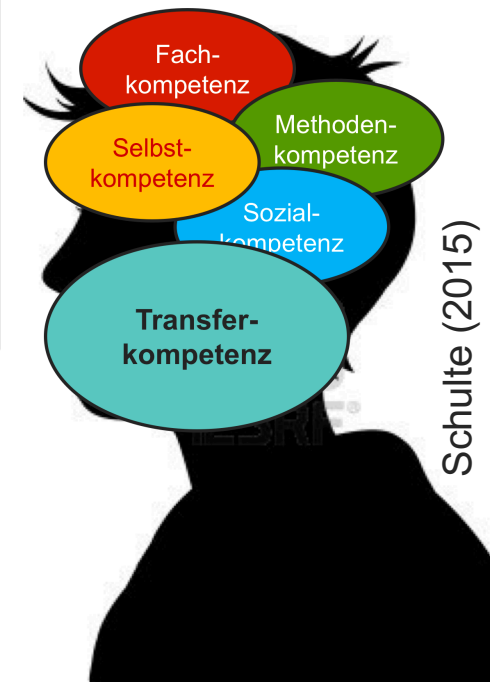 Fach-
kompetenz
Methoden-
kompetenz
Selbst-
kompetenz
Sozial-
kompetenz
Transfer-
kompetenz
Schulte (2015)